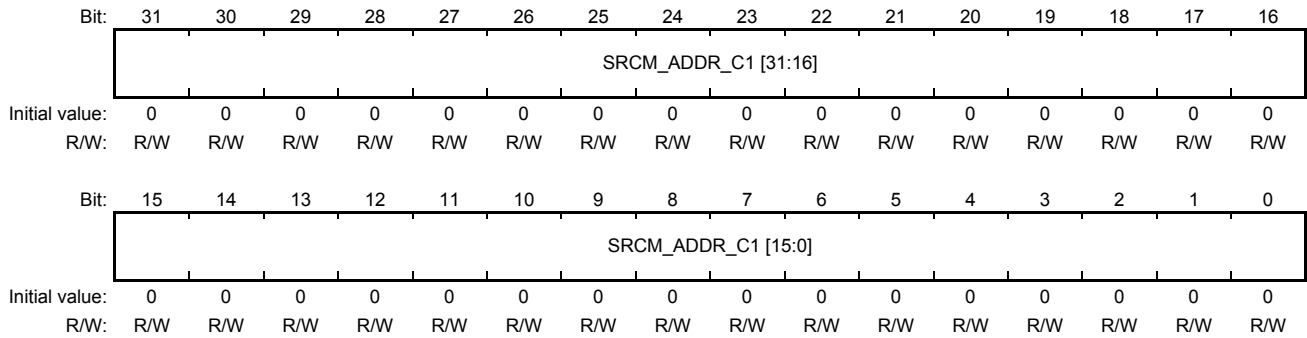 Bit: 31 30 29 28 27 26 25 24 23 22 21 20 19 18 17 16
SRCM_ADDR_C1 [31:16]
Initial value: 0 0 0 0 0 0 0 0 0 0 0 0 0 0 0 0
R/W: R/W R/W R/W R/W R/W R/W R/W R/W R/W R/W R/W R/W R/W R/W R/W R/W
Bit: 15 14 13 12 11 10 9 8 7 6 5 4 3 2 1 0
SRCM_ADDR_C1 [15:0]
Initial value: 0 0 0 0 0 0 0 0 0 0 0 0 0 0 0 0
R/W: R/W R/W R/W R/W R/W R/W R/W R/W R/W R/W R/W R/W R/W R/W R/W R/W